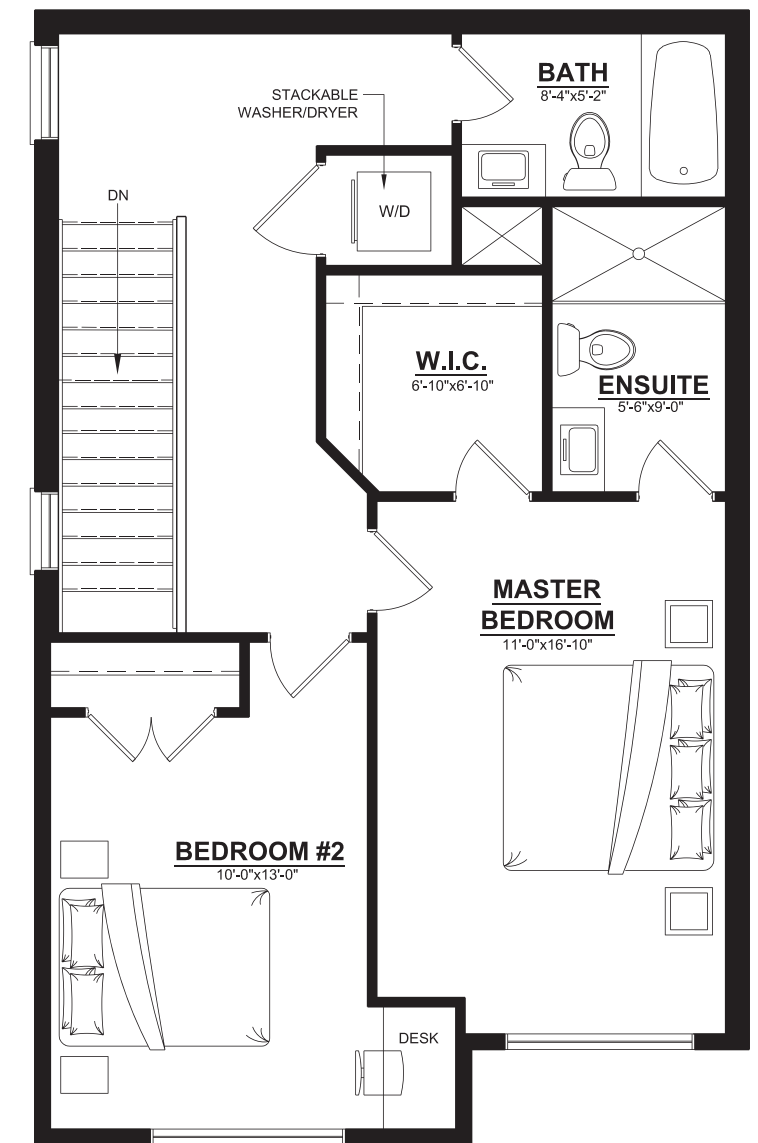 BATH
8'-4"x5'-2"
STACKABLE
WASHER/DRYER
W/D
DN
W.I.C.
6'-10"x6'-10"
ENSUITE
5'-6"x9'-0"
MASTER
BEDROOM
11'-0"x16'-10"
BEDROOM #2
10'-0"x13'-0"
DESK